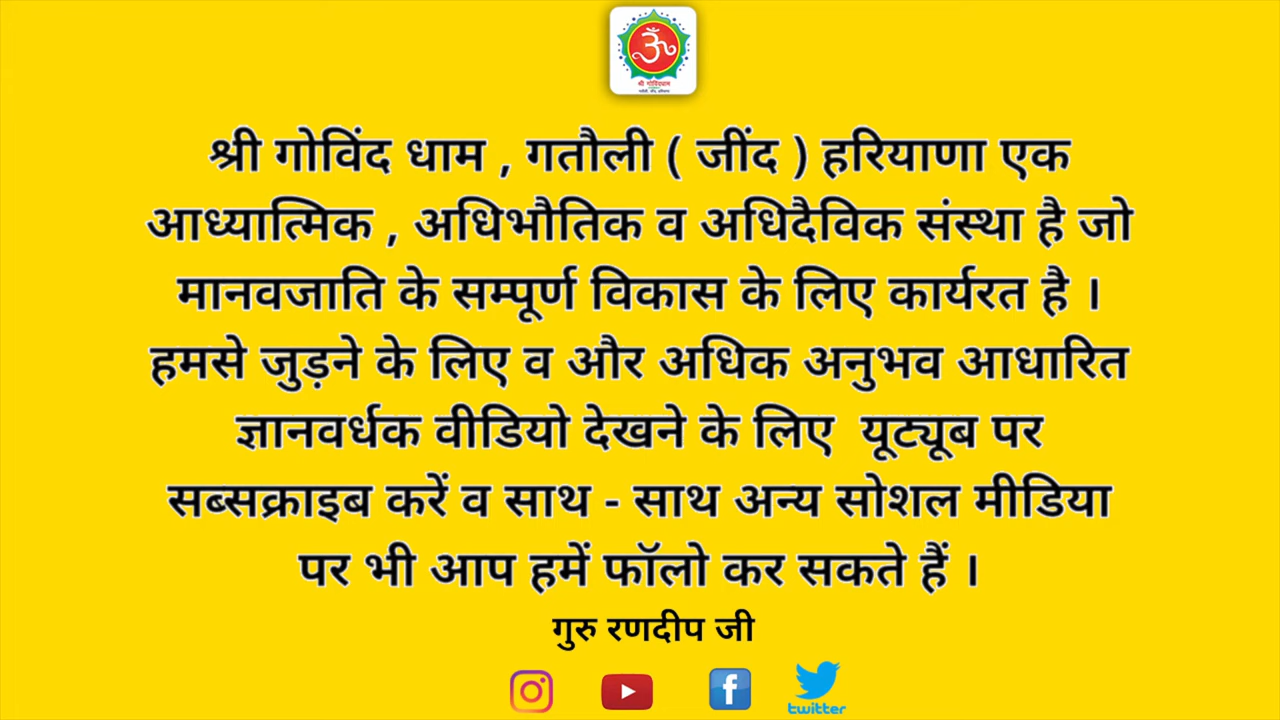 ॐ
श्री गोविंदधाम
श्री गोविंद धाम , गतौली ( जींद ) हरियाणा एक
आध्यात्मिक , अधिभौतिक व अधिदैविक संस्था है जो
मानवजाति के सम्पूर्ण विकास के लिए कार्यरत है ।
हमसे जुड़ने के लिए व और अधिक अनुभव आधारित
ज्ञानवर्धक वीडियो देखने के लिए यूट्यूब पर
सब्सक्राइब करें व साथ - साथ अन्य सोशल मीडिया
पर भी आप हमें फॉलो कर सकते हैं ।
गुरु रणदीप जी
f
twitter